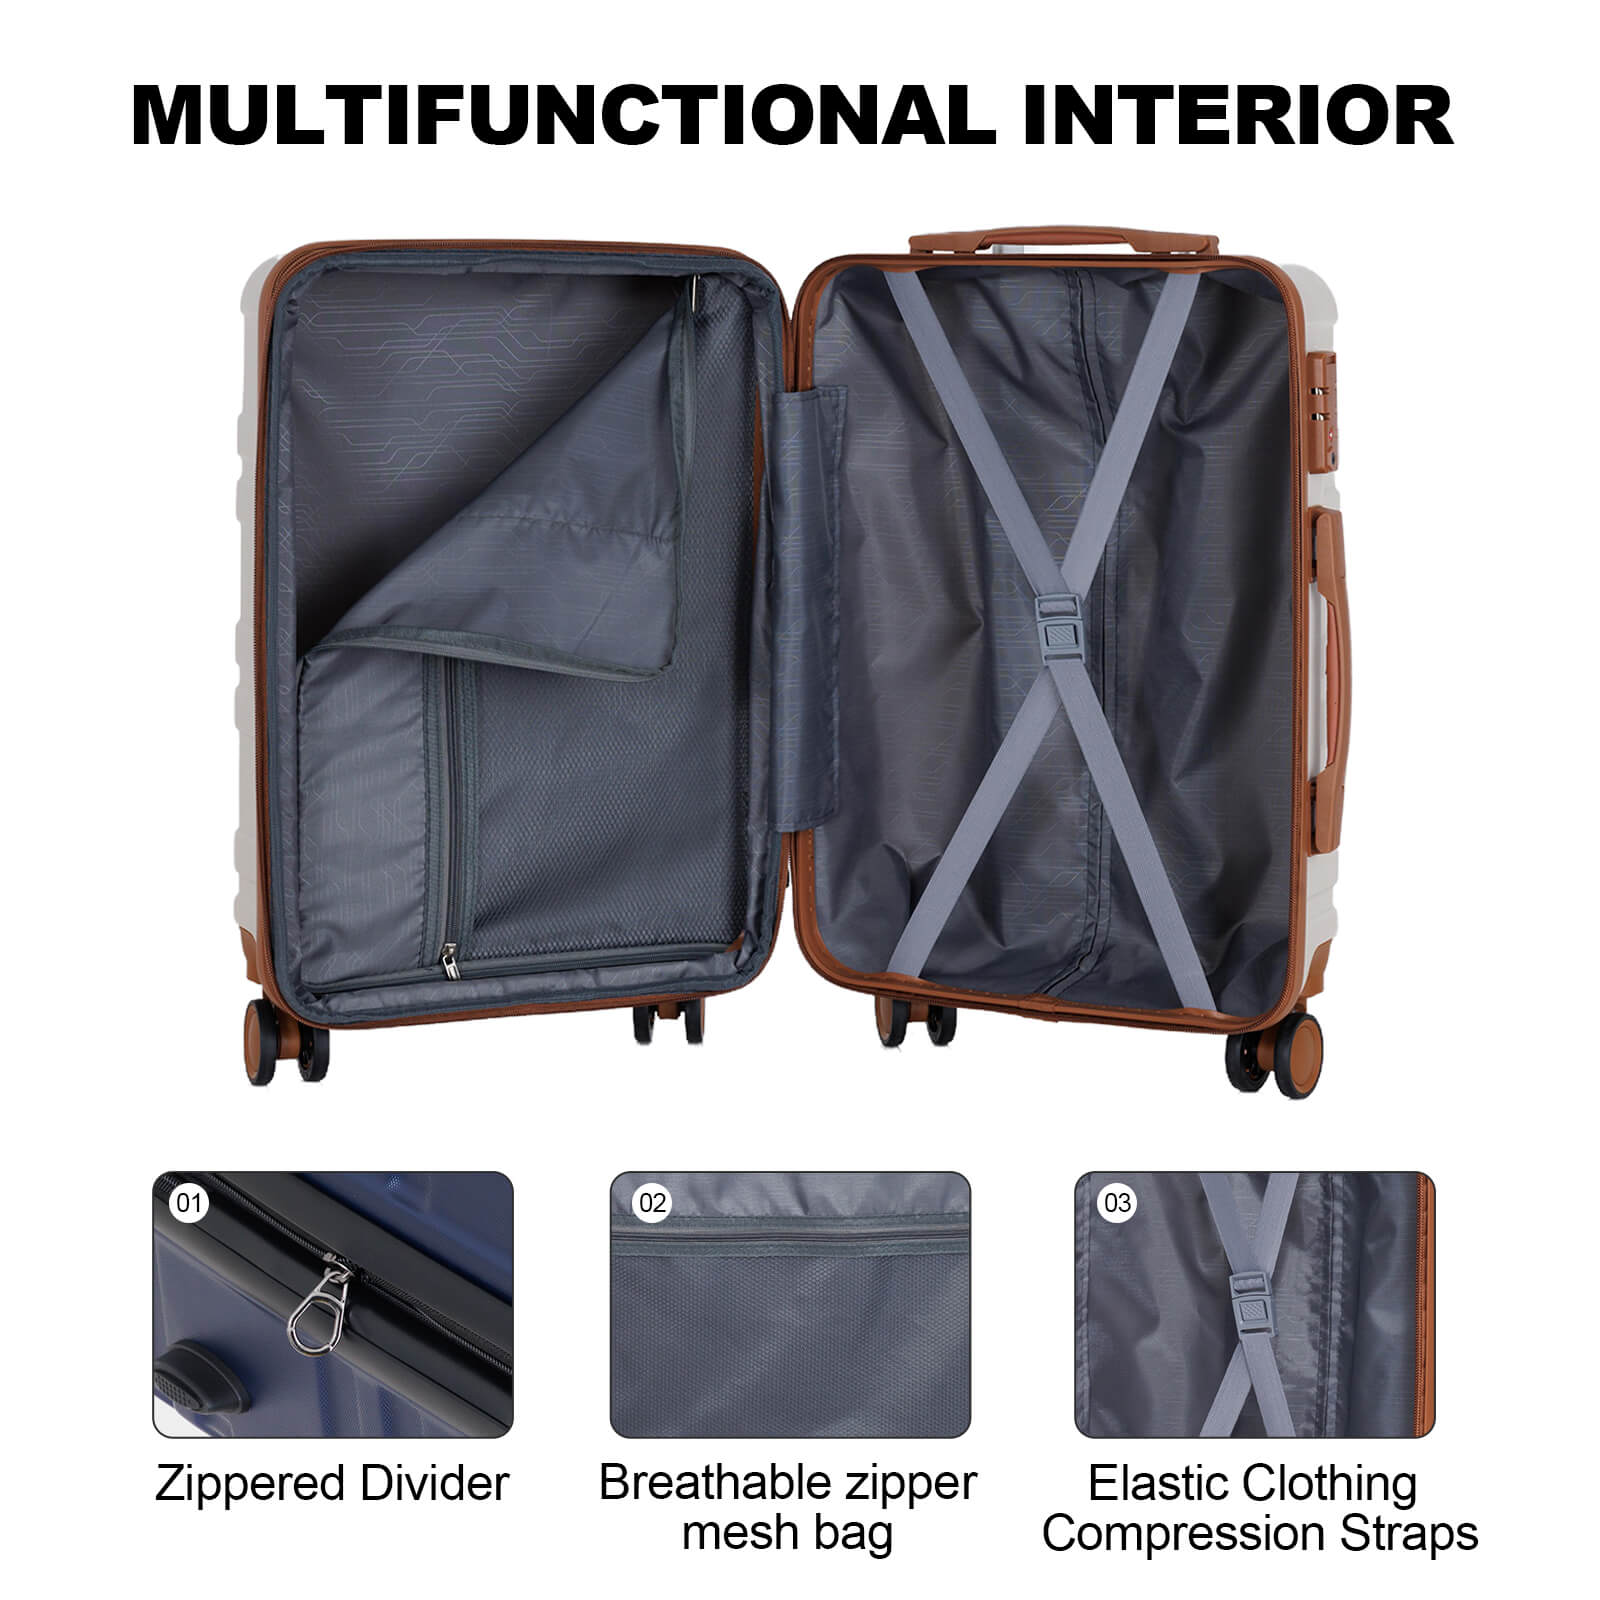 MULTIFUNCTIONAL INTERIOR
01
02
03
Zippered Divider
Breathable zipper
mesh bag
Elastic Clothing
Compression Straps